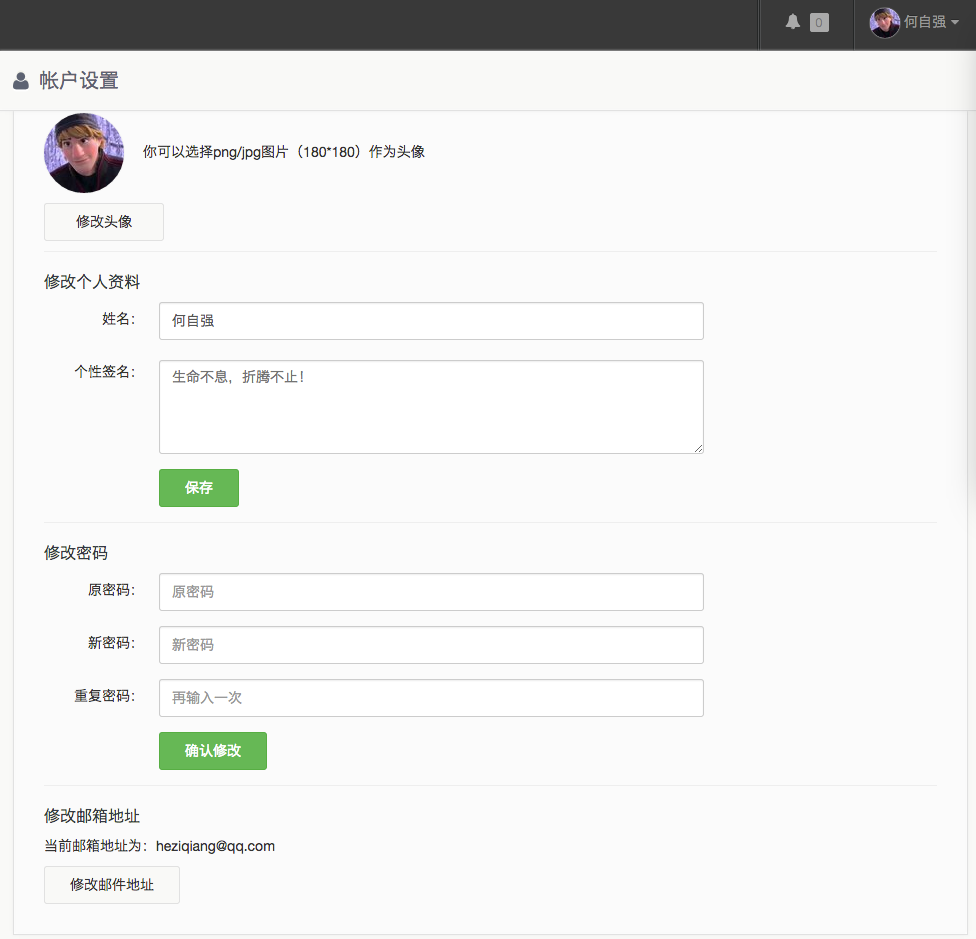 0 何自强
帐户设置
你可以选择png/jpg图片（180*180）作为头像
修改头像
修改个人资料
姓名： 何自强
个性签名： 生命不息，折腾不止！
保存
修改密码
原密码： 原密码
新密码： 新密码
重复密码： 再输入一次
确认修改
修改邮箱地址
当前邮箱地址为：heziqiang@qq.com
修改邮件地址